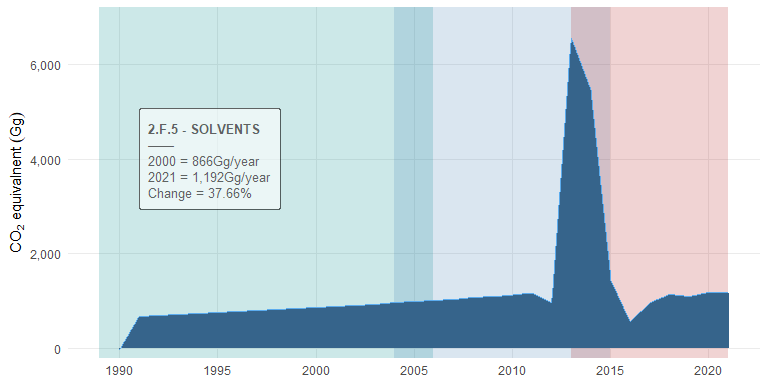 6,000
4,000
2,000
0
CO2 equivalnent (Gg)
2.F.5 - SOLVENTS
2000 = 866Gg/year
2021 = 1,192Gg/year
Change = 37.66%
1990 1995 2000 2005 2010 2015 2020